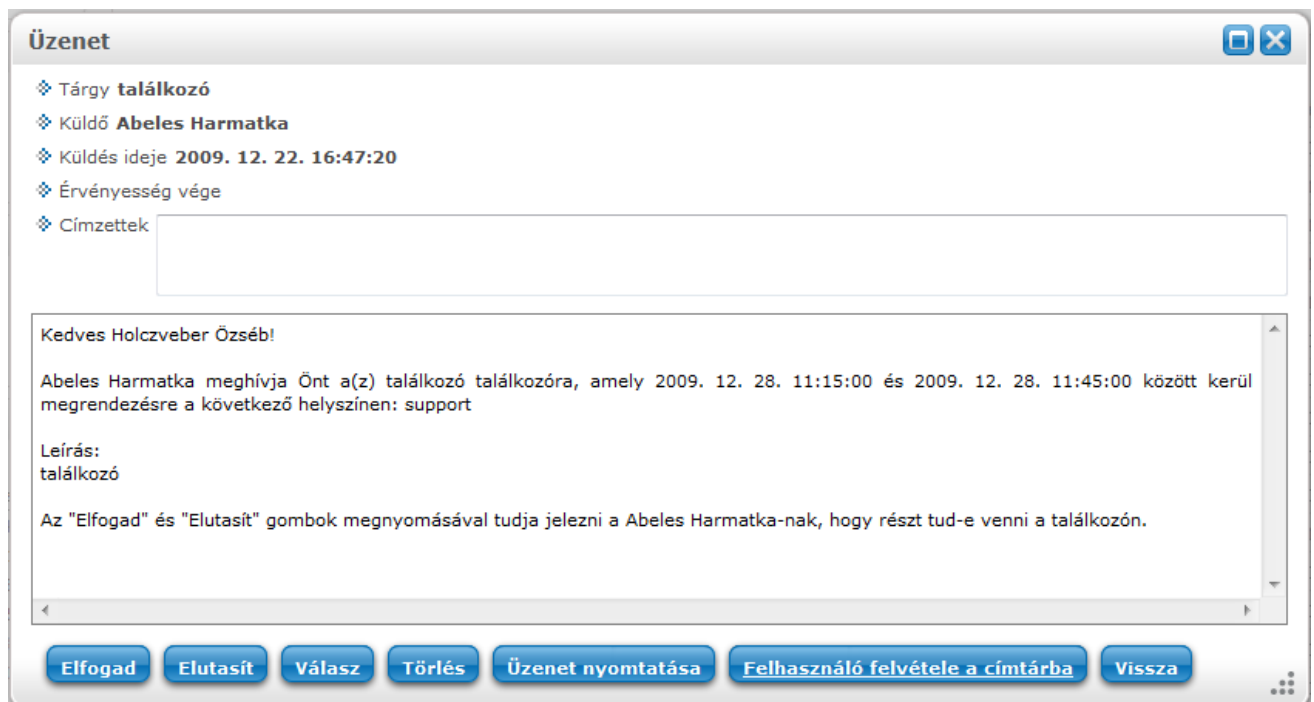 Üzenet
Tárgy találkozó
Küldő Abeles Harmatka
Küldés ideje 2009. 12. 22. 16:47:20
Érvényesség vége
Címzettek
Kedves Holczveber Özséb!
Abeles Harmatka meghívja Önt a(z) találkozó találkozóra, amely 2009. 12. 28. 11:15:00 és 2009. 12. 28. 11:45:00 között kerül
megrendezésre a következő helyszínen: support
Leírás:
találkozó
Az "Elfogad" és "Elutasít" gombok megnyomásával tudja jelezni a Abeles Harmatka-nak, hogy részt tud-e venni a találkozón.
Elfogad Elutasít Válasz Törlés Üzenet nyomtatása Felhasználó felvétele a címtárba Vissza